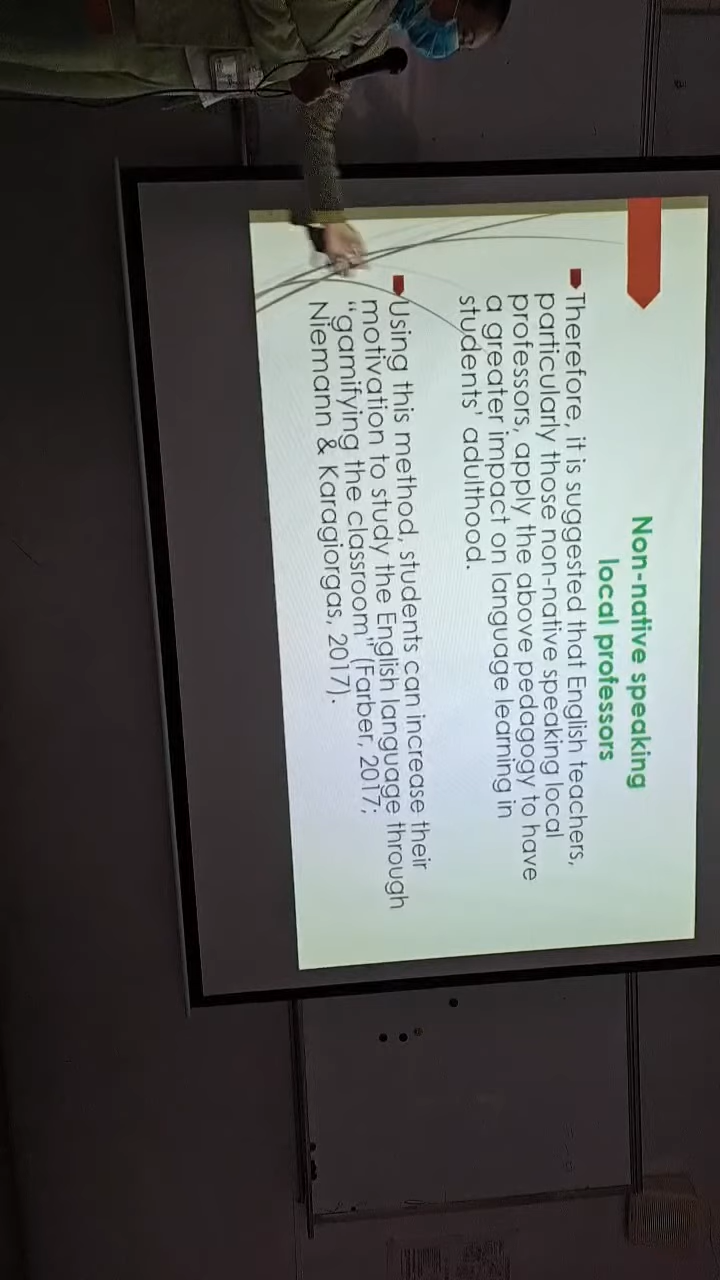 Non-native speaking
local professors
Therefore, it is suggested that English teachers,
particularly those non-native speaking local
professors, apply the above pedagogy to have
a greater impact on language learning in
students' adulthood.
Using this method, students can increase their
motivation to study the English language through
"gamifying the classroom" (Farber, 2017;
Niemann & Karagiorgas, 2017).